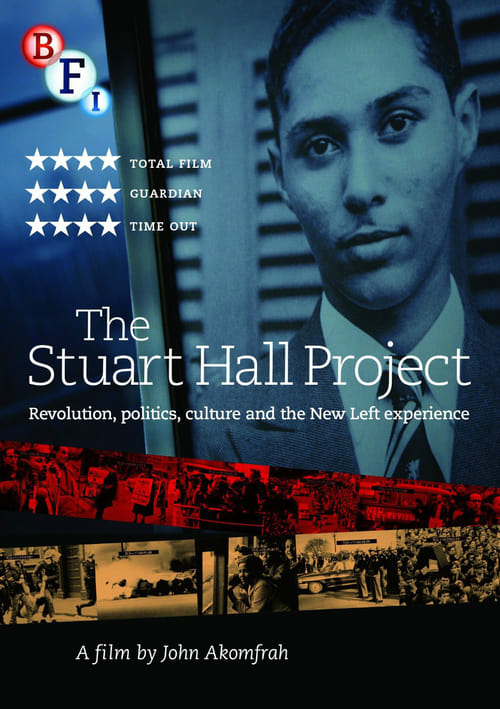 BFI
★★★★ TOTAL FILM
★★★★ GUARDIAN
★★★★ TIME OUT
The
Stuart Hall Project
Revolution, politics, culture and the New Left experience
A film by John Akomfrah